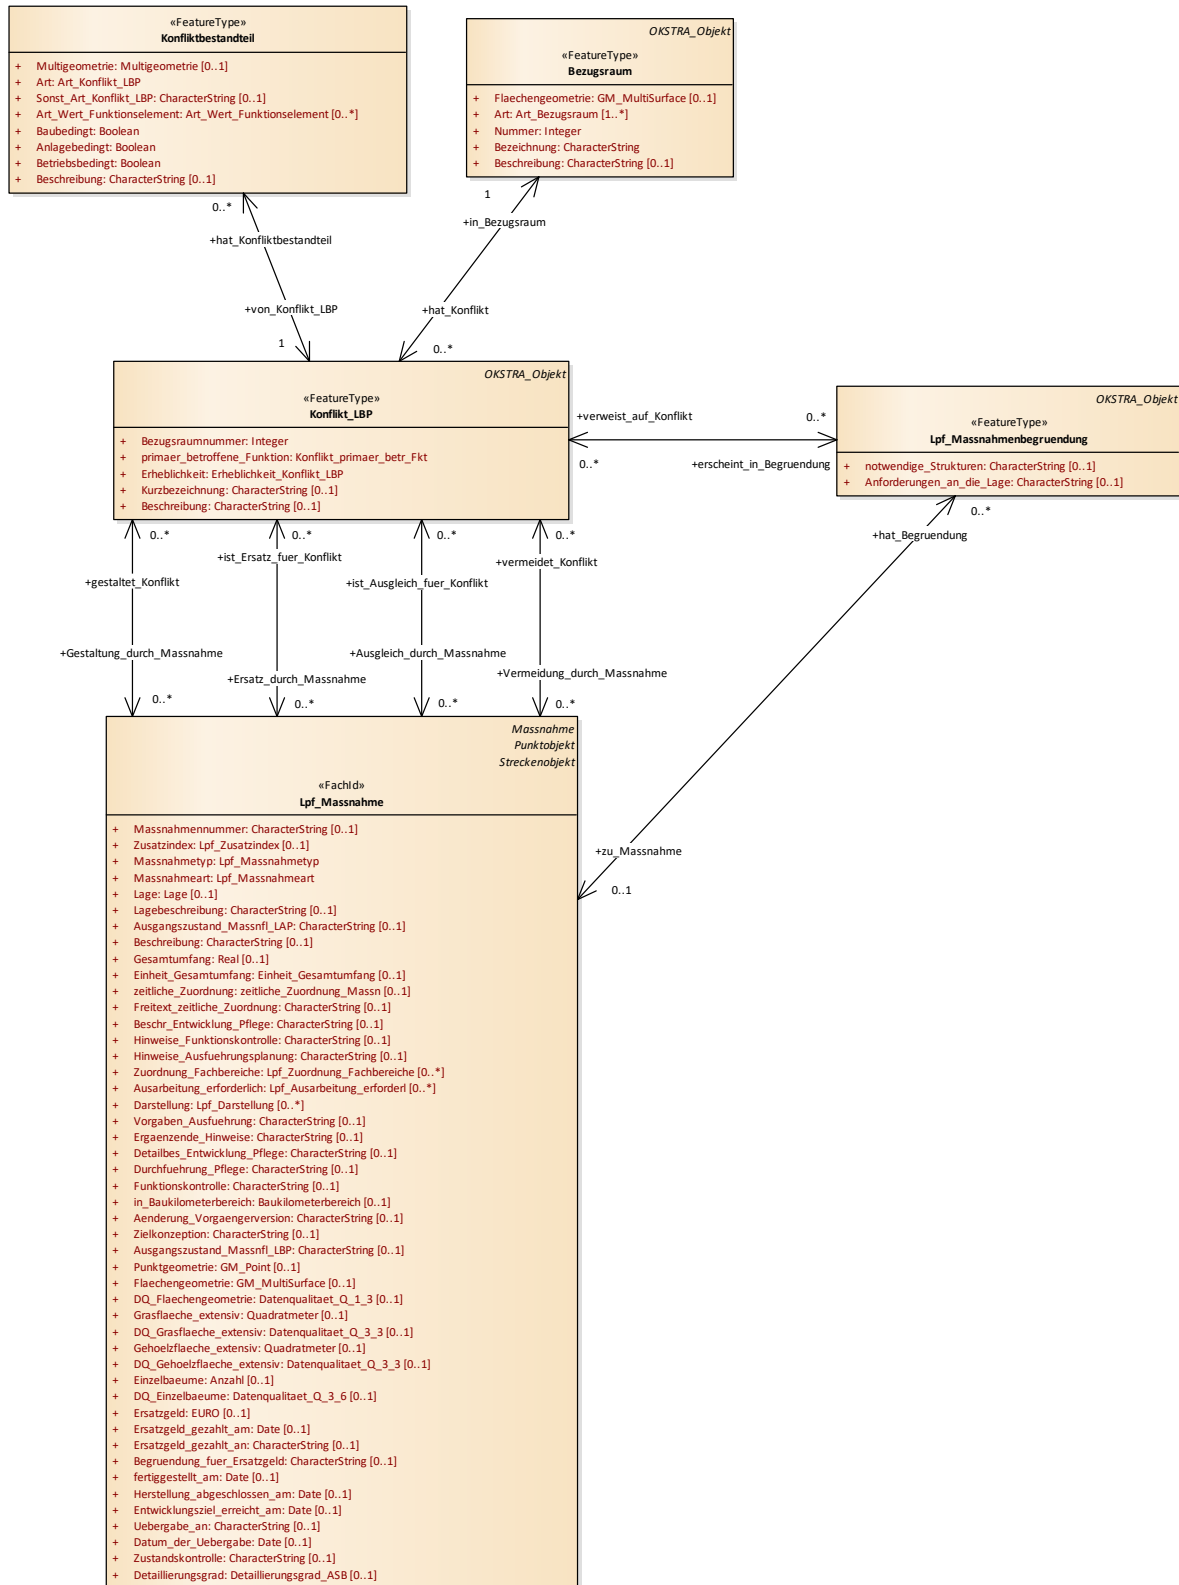 «FeatureType»
Konfliktbestandteil
+ Multigeometrie: Multigeometrie [0..1]
+ Art: Art_Konflikt_LBP
+ Sonst_Art_Konflikt_LBP: CharacterString [0..1]
+ Art_Wert_Funktionselement: Art_Wert_Funktionselement [0..*]
+ Baubedingt: Boolean
+ Anlagebedingt: Boolean
+ Betriebsbedingt: Boolean
+ Beschreibung: CharacterString [0..1]
OKSTRA_Objekt
«FeatureType»
Bezugsraum
+ Flaechengeometrie: GM_MultiSurface [0..1]
+ Art: Art_Bezugsraum [1..*]
+ Nummer: Integer
+ Bezeichnung: CharacterString
+ Beschreibung: CharacterString [0..1]
0..*
+hat_Konfliktbestandteil
+von_Konflikt_LBP
1
1
+in_Bezugsraum
+hat_Konflikt
0..*
OKSTRA_Objekt
«FeatureType»
Konflikt_LBP
+ Bezugsraumnummer: Integer
+ primaer_betroffene_Funktion: Konflikt_primaer_betr_Fkt
+ Erheblichkeit: Erheblichkeit_Konflikt_LBP
+ Kurzbezeichnung: CharacterString [0..1]
+ Beschreibung: CharacterString [0..1]
+verweist_auf_Konflikt
0..*
0..*
+erscheint_in_Begruendung
OKSTRA_Objekt
«FeatureType»
Lpf_Massnahmenbegruendung
+ notwendige_Strukturen: CharacterString [0..1]
+ Anforderungen_an_die_Lage: CharacterString [0..1]
0..*
+hat_Begruendung
+zu_Massnahme
0..1
0..*
0..*
0..*
0..*
+gestaltet_Konflikt
+ist_Ersatz_fuer_Konflikt
+ist_Ausgleich_fuer_Konflikt
+vermeidet_Konflikt
+Gestaltung_durch_Massnahme
+Ersatz_durch_Massnahme
+Ausgleich_durch_Massnahme
+Vermeidung_durch_Massnahme
0..*
0..*
0..*
0..*
Massnahme
Punktobjekt
Streckenobjekt
«FachId»
Lpf_Massnahme
+ Massnahmennummer: CharacterString [0..1]
+ Zusatzindex: Lpf_Zusatzindex [0..1]
+ Massnahmetyp: Lpf_Massnahmetyp
+ Massnahmeart: Lpf_Massnahmeart
+ Lage: Lage [0..1]
+ Lagebeschreibung: CharacterString [0..1]
+ Ausgangszustand_Massnfl_LAP: CharacterString [0..1]
+ Beschreibung: CharacterString [0..1]
+ Gesamtumfang: Real [0..1]
+ Einheit_Gesamtumfang: Einheit_Gesamtumfang [0..1]
+ zeitliche_Zuordnung: zeitliche_Zuordnung_Massn [0..1]
+ Freitext_zeitliche_Zuordnung: CharacterString [0..1]
+ Beschr_Entwicklung_Pflege: CharacterString [0..1]
+ Hinweise_Funktionskontrolle: CharacterString [0..1]
+ Hinweise_Ausfuehrungsplanung: CharacterString [0..1]
+ Zuordnung_Fachbereiche: Lpf_Zuordnung_Fachbereiche [0..*]
+ Ausarbeitung_erforderlich: Lpf_Ausarbeitung_erforderl [0..*]
+ Darstellung: Lpf_Darstellung [0..*]
+ Vorgaben_Ausfuehrung: CharacterString [0..1]
+ Ergaenzende_Hinweise: CharacterString [0..1]
+ Detailbes_Entwicklung_Pflege: CharacterString [0..1]
+ Durchfuehrung_Pflege: CharacterString [0..1]
+ Funktionskontrolle: CharacterString [0..1]
+ in_Baukilometerbereich: Baukilometerbereich [0..1]
+ Aenderung_Vorgaengerversion: CharacterString [0..1]
+ Zielkonzeption: CharacterString [0..1]
+ Ausgangszustand_Massnfl_LBP: CharacterString [0..1]
+ Punktgeometrie: GM_Point [0..1]
+ Flaechengeometrie: GM_MultiSurface [0..1]
+ DQ_Flaechengeometrie: Datenqualitaet_Q_1_3 [0..1]
+ Grasflaeche_extensiv: Quadratmeter [0..1]
+ DQ_Grasflaeche_extensiv: Datenqualitaet_Q_3_3 [0..1]
+ Gehoelzflaeche_extensiv: Quadratmeter [0..1]
+ DQ_Gehoelzflaeche_extensiv: Datenqualitaet_Q_3_3 [0..1]
+ Einzelbaeume: Anzahl [0..1]
+ DQ_Einzelbaeume: Datenqualitaet_Q_3_6 [0..1]
+ Ersatzgeld: EURO [0..1]
+ Ersatzgeld_gezahlt_am: Date [0..1]
+ Ersatzgeld_gezahlt_an: CharacterString [0..1]
+ Begruendung_fuer_Ersatzgeld: CharacterString [0..1]
+ fertiggestellt_am: Date [0..1]
+ Herstellung_abgeschlossen_am: Date [0..1]
+ Entwicklungsziel_erreicht_am: Date [0..1]
+ Uebergabe_an: CharacterString [0..1]
+ Datum_der_Uebergabe: Date [0..1]
+ Zustandskontrolle: CharacterString [0..1]
+ Detaillierungsgrad: Detaillierungsgrad_ASB [0..1]